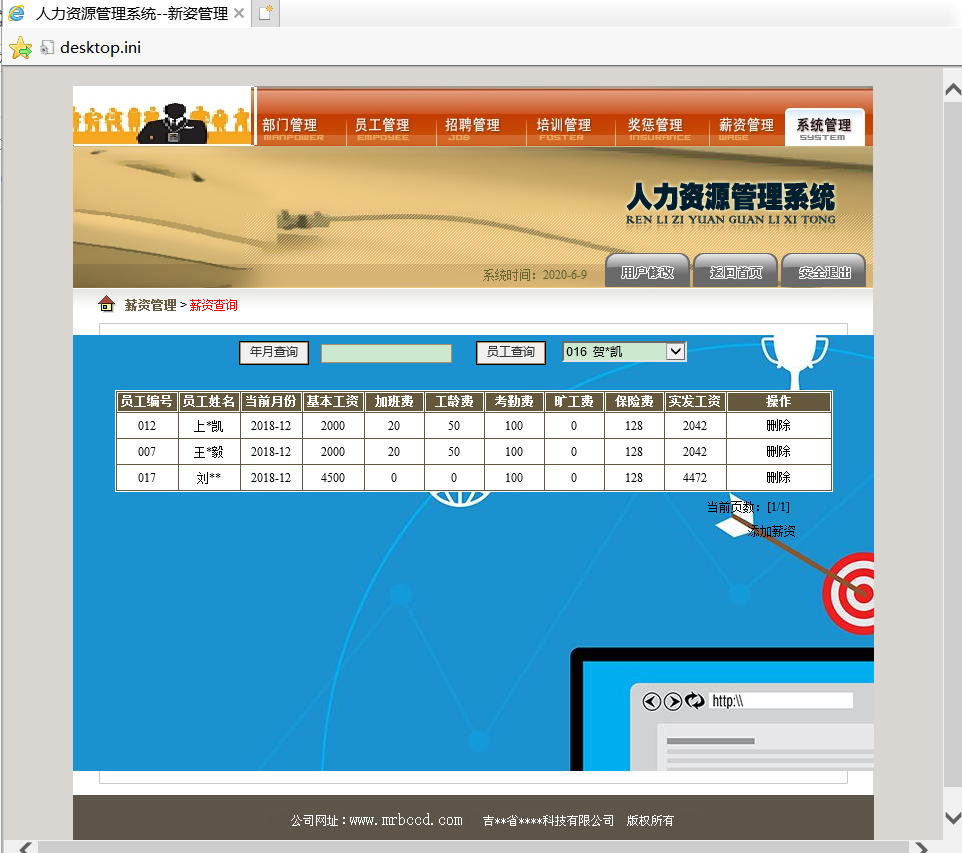 人力资源管理系统--新姿管理
desktop.ini
部门管理 员工管理 招聘管理 培训管理 奖惩管理 薪资管理 系统管理
MANPOWER EMPOYEE JOB FOSTER INSURANCE WAGE SYSTEM
人力资源管理系统
REN LI ZI YUAN GUAN LI XI TONG
系统时间：2020-6-9 用户修改 返回首页 安全退出
薪资管理 > 薪资查询
年月查询 员工查询 016 贺*凯
员工编号 员工姓名 当前月份 基本工资 加班费 工龄费 考勤费 旷工费 保险费 实发工资 操作
012 上*凯 2018-12 2000 20 50 100 0 128 2042 删除
007 王*毅 2018-12 2000 20 50 100 0 128 2042 删除
017 刘** 2018-12 4500 0 0 100 0 128 4472 删除
当前页数：[1/1]
添加薪资
http:\\
公司网址:www.mrbccd.com 吉**省****科技有限公司 版权所有